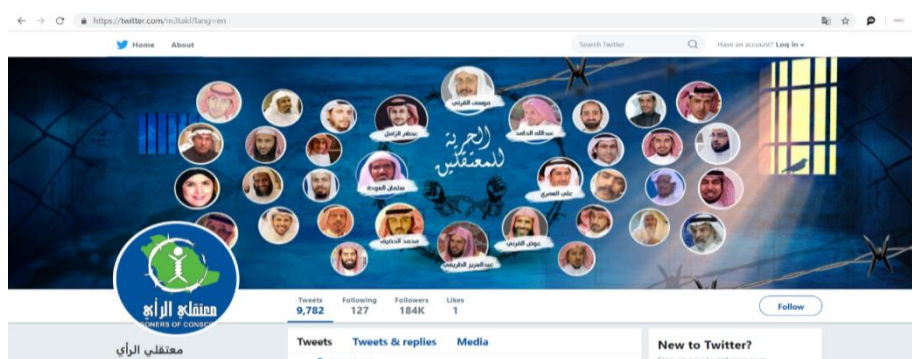 https://twitter.com/m3takl?lang=en
Home About
Search Twitter
Have an account? Log in
موسى القرني
عصام الزامل
عبدالله الحامد
الحرية
للمعتقلين
سلمان العودة
علي العمري
محمد الحضيف
عوض القرني
عبدالعزيز الطريفي
معتقلي الرأي
PRISONERS OF CONSCI
Tweets Following Followers Likes
9,782 127 184K 1
Follow
معتقلي الرأي
Tweets Tweets & replies Media
New to Twitter?